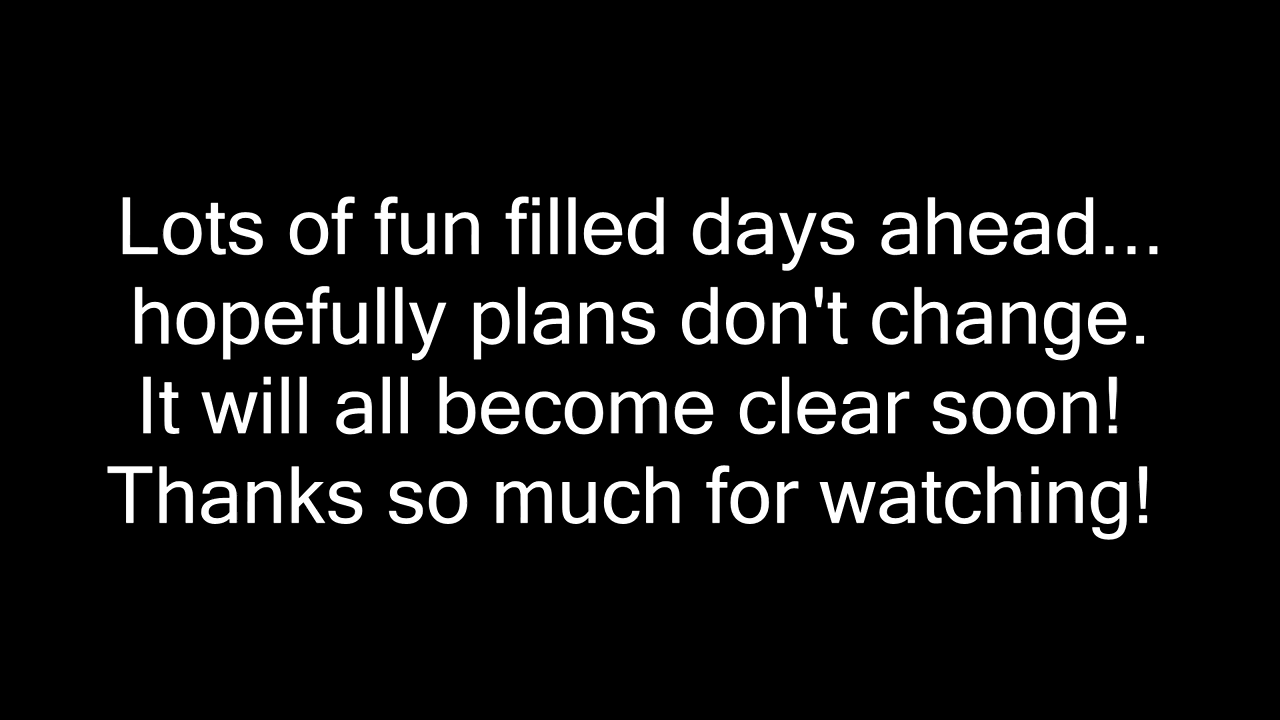 Lots of fun filled days ahead...
hopefully plans don't change.
It will all become clear soon!
Thanks so much for watching!